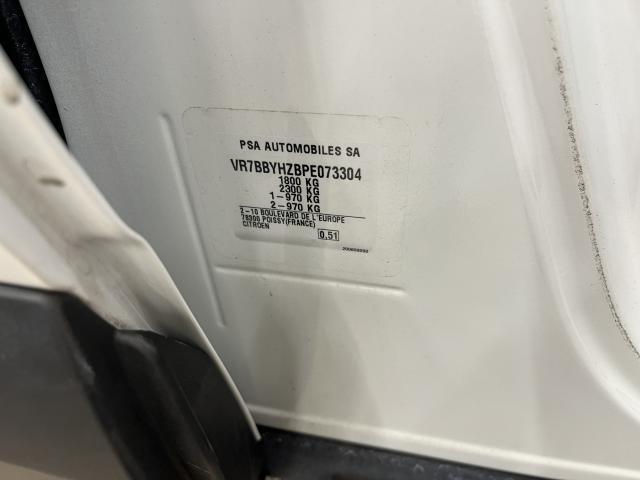 PSA AUTOMOBILES SA
VR7BBYHZBPE073304
1800 KG
2300 KG
1-970 KG
2-970 KG
2-10 BOULEVARD DE L'EUROPE
78300 POISSY(FRANCE)
CITROEN
0.51